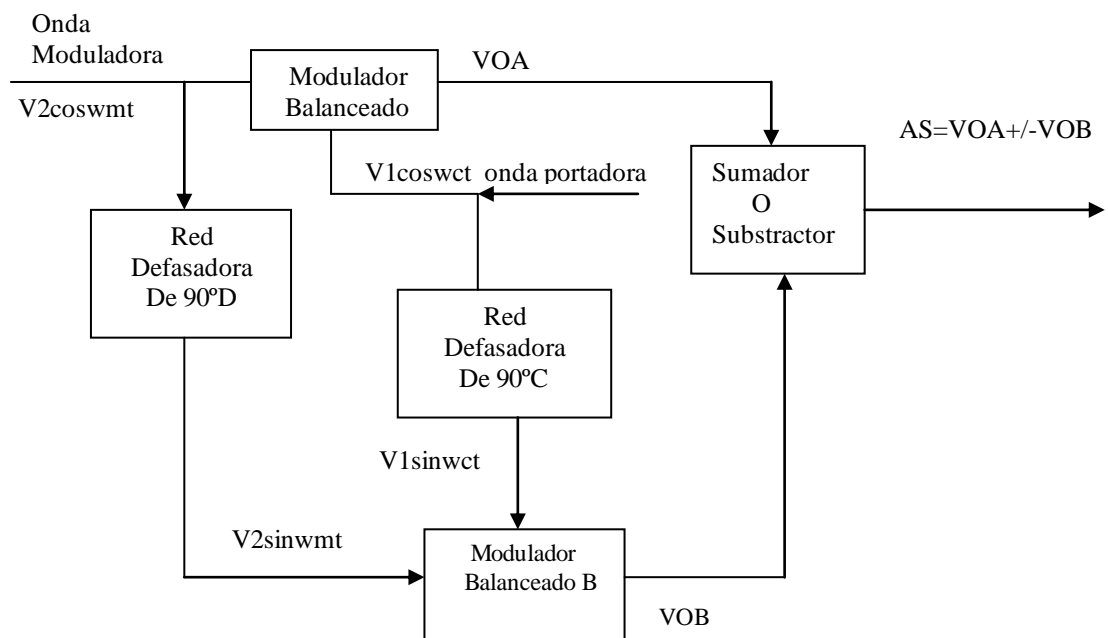 Onda
Moduladora
V2coswmt
Modulador
Balanceado
VOA
AS=VOA+/-VOB
V1coswct onda portadora
Sumador
O
Substractor
Red
Defasadora
De 90ºD
Red
Defasadora
De 90ºC
V1sinwct
V2sinwmt
Modulador
Balanceado B
VOB